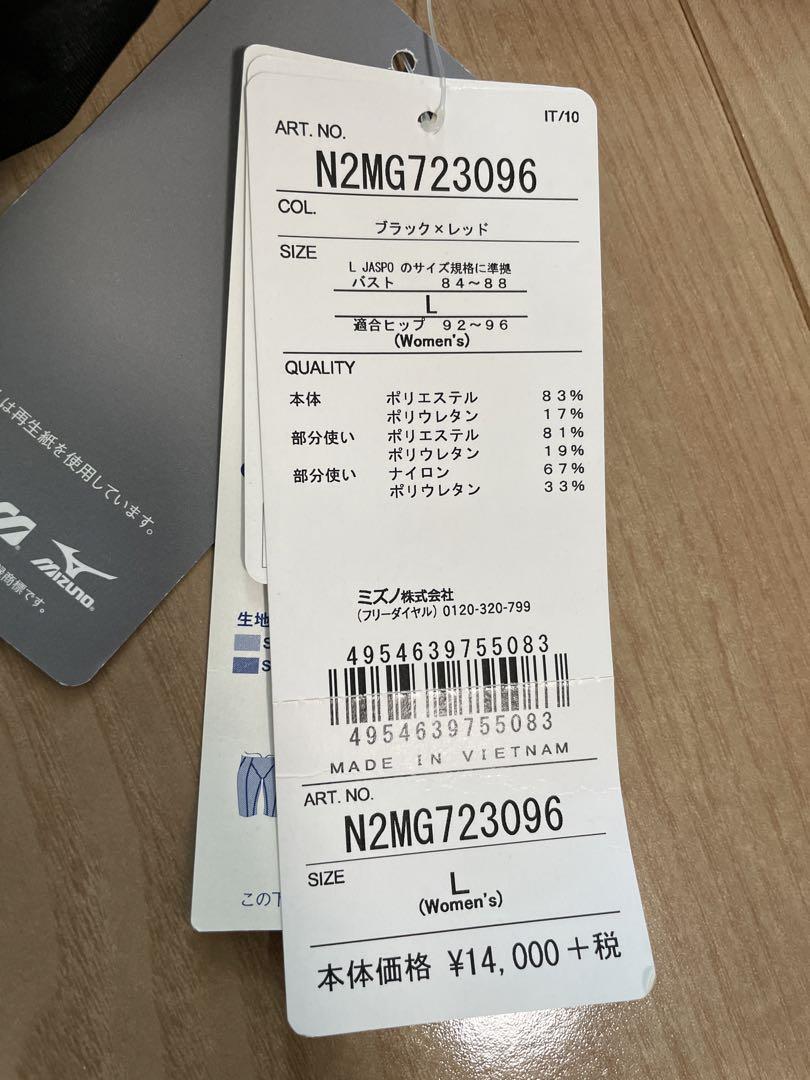 IT/10
ART. NO.
N2MG723096
COL.
ブラック×レッド
SIZE
L JASPO のサイズ規格に準拠
バスト 84～88
L
適合ヒップ 92～96
(Women's)
QUALITY
本体 ポリエステル 83%
ポリウレタン 17%
部分使い ポリエステル 81%
ポリウレタン 19%
部分使い ナイロン 67%
ポリウレタン 33%
ミズノ株式会社
(フリーダイヤル) 0120-320-799
4954639755083
4954639755083
MADE IN VIETNAM
ART. NO.
N2MG723096
SIZE
L
(Women's)
本体価格 ¥14,000+税
は再生紙を使用しています。
MIZUNO
商標です。
生地
S
S
この下